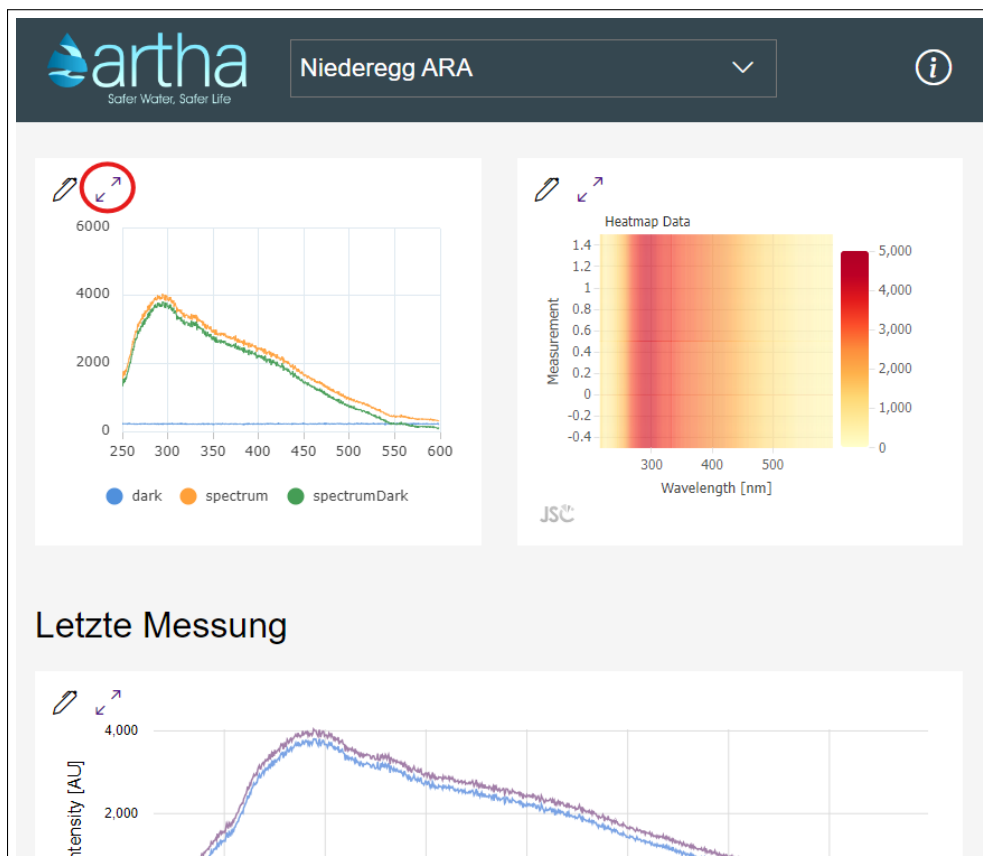 artha
Safer Water, Safer Life
Niederegg ARA
i
6000
4000
2000
0
250 300 350 400 450 500 550 600
dark spectrum spectrumDark
Heatmap Data
Measurement
1.4
1.2
1
0.8
0.6
0.4
0.2
0
-0.2
-0.4
300 400 500
Wavelength [nm]
5,000
4,000
3,000
2,000
1,000
0
JSC
Letzte Messung
4,000
2,000
ntensity [AU]